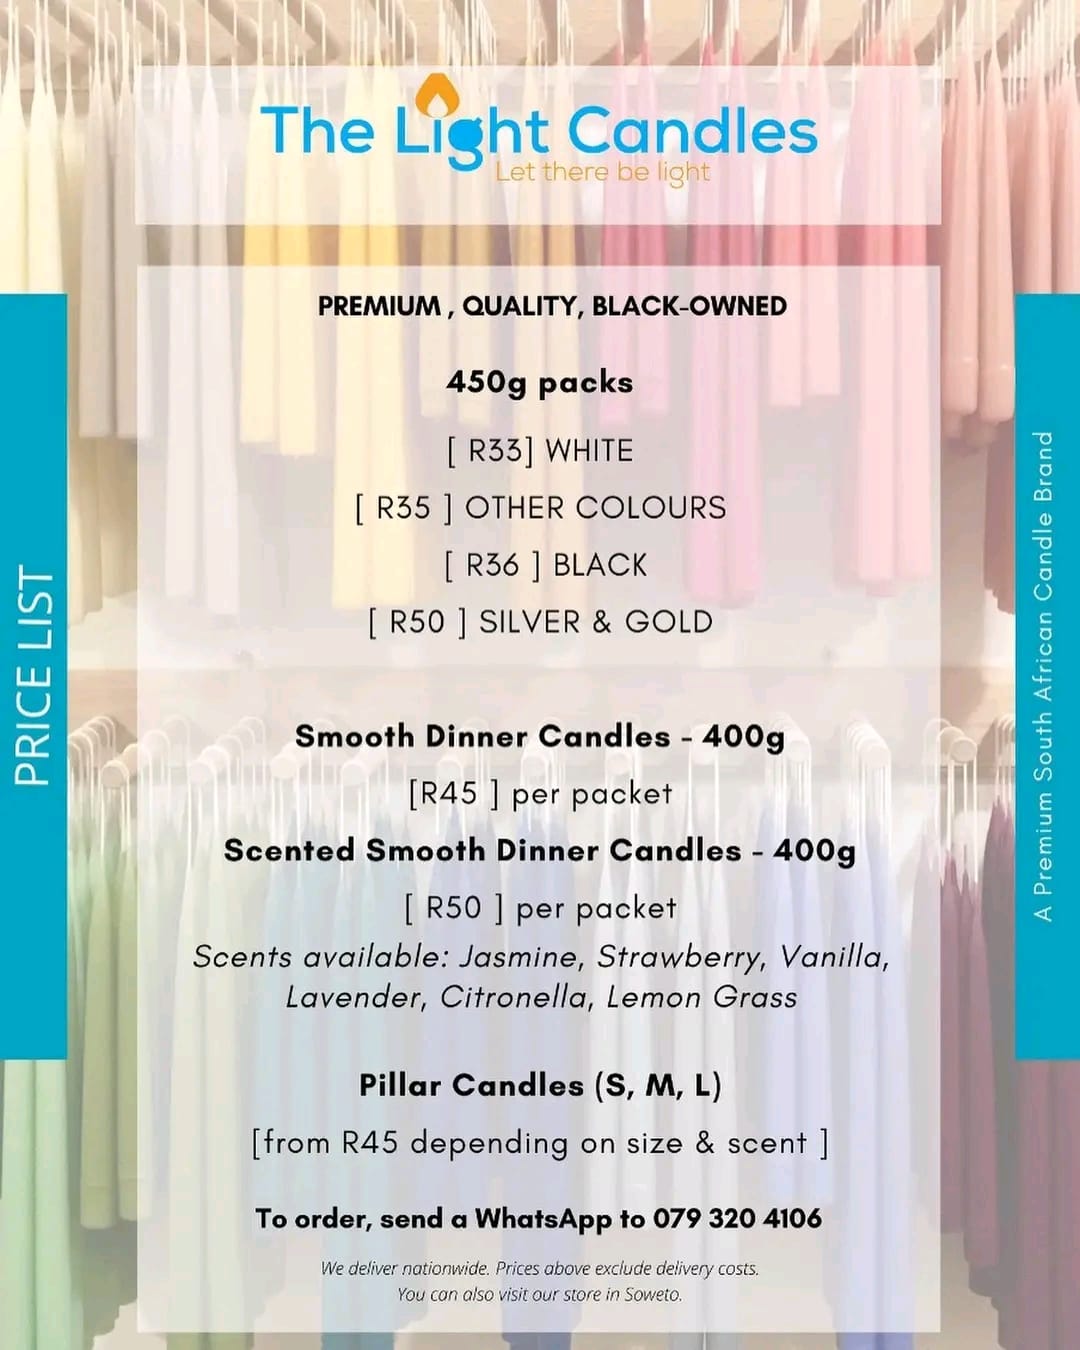 The Light Candles
Let there be light
PREMIUM , QUALITY, BLACK-OWNED
450g packs
[ R33] WHITE
[ R35 ] OTHER COLOURS
[ R36 ] BLACK
[ R50 ] SILVER & GOLD
Smooth Dinner Candles - 400g
[R45 ] per packet
Scented Smooth Dinner Candles - 400g
[ R50 ] per packet
Scents available: Jasmine, Strawberry, Vanilla,
Lavender, Citronella, Lemon Grass
Pillar Candles (S, M, L)
[from R45 depending on size & scent ]
To order, send a WhatsApp to 079 320 4106
We deliver nationwide. Prices above exclude delivery costs.
You can also visit our store in Soweto.
PRICE LIST
A Premium South African Candle Brand